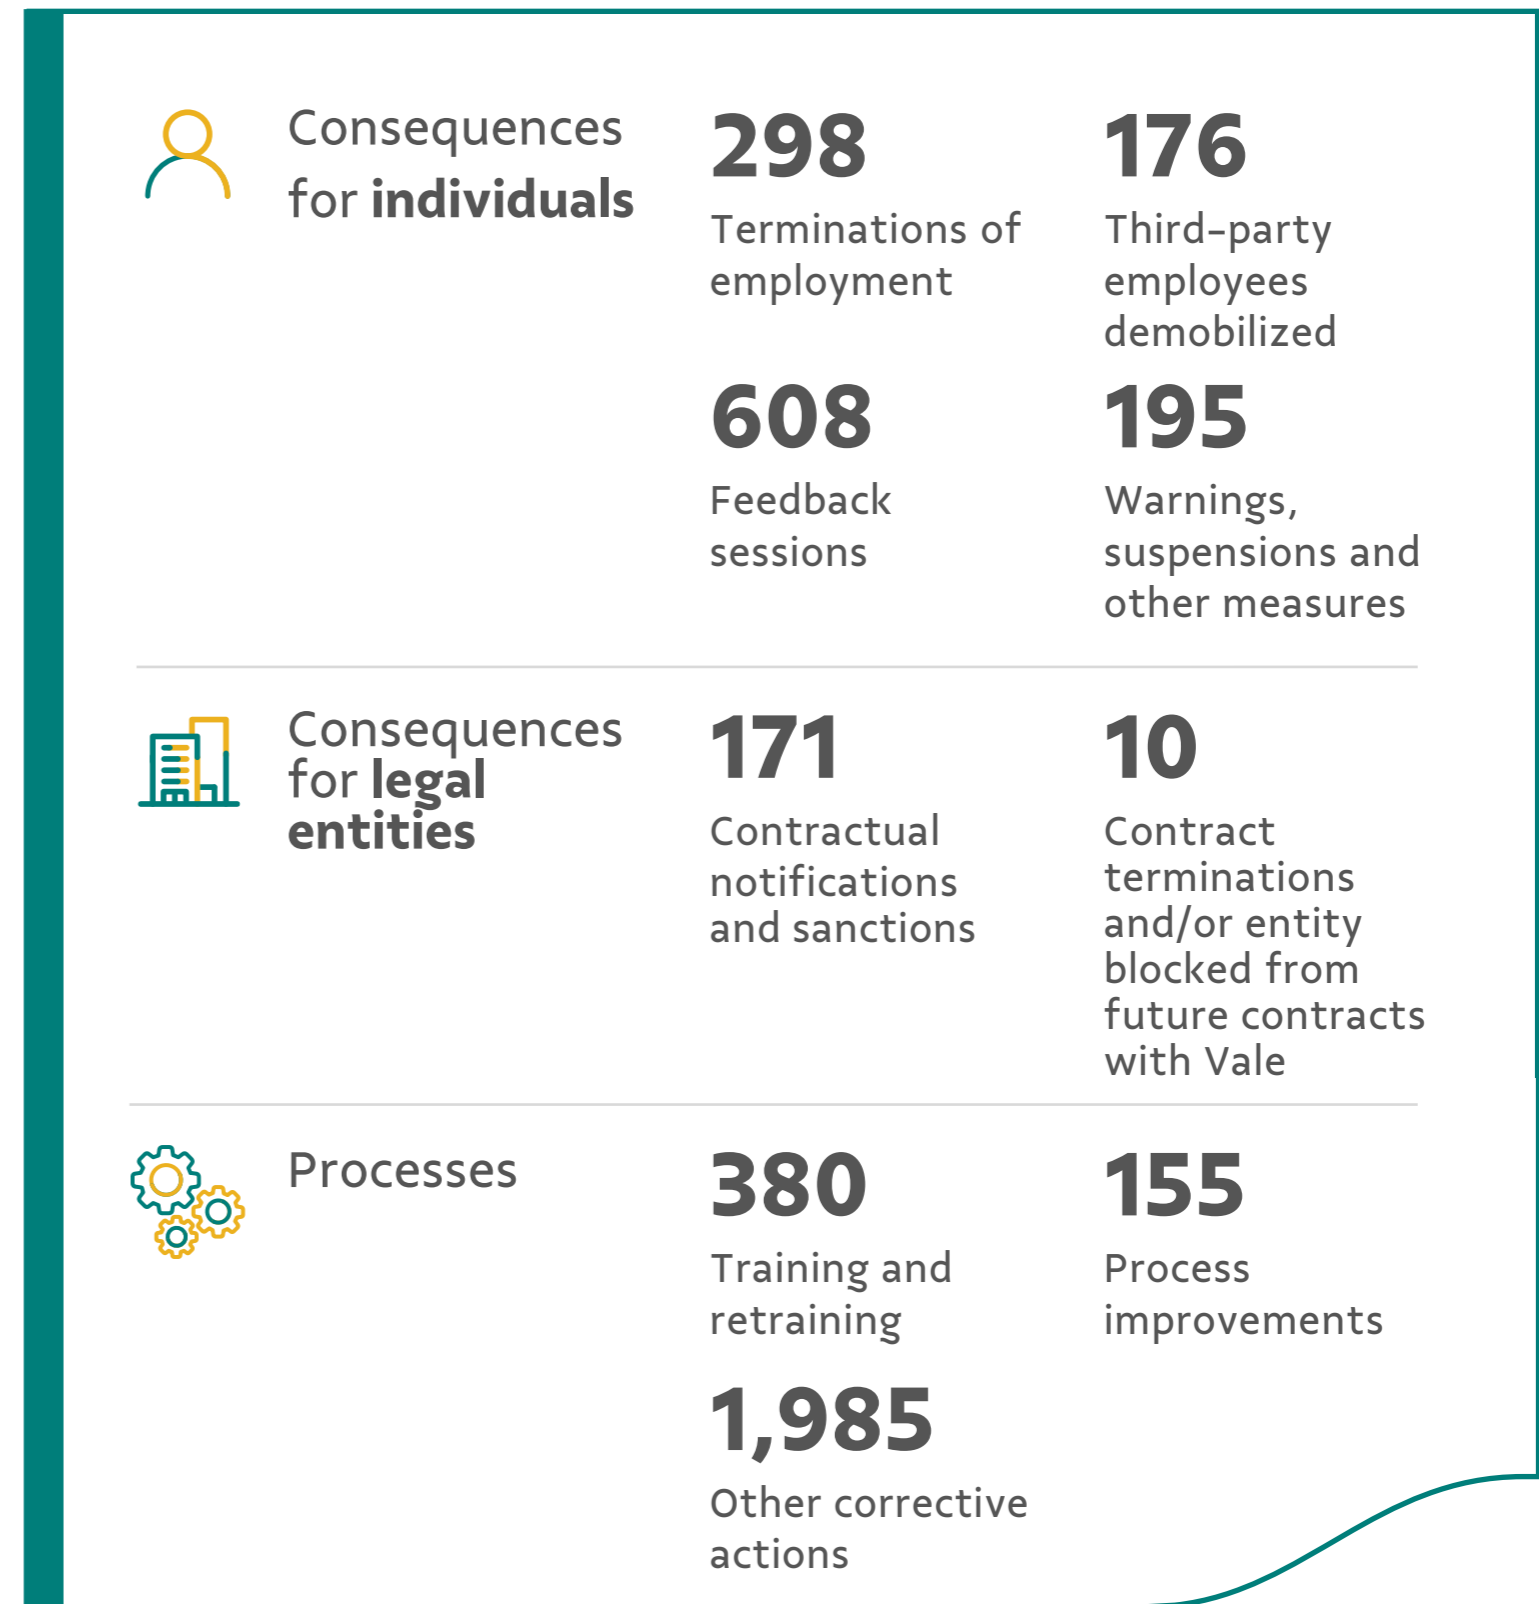 Consequences
for individuals
298
Terminations of
employment
176
Third-party
employees
demobilized
608
Feedback
sessions
195
Warnings,
suspensions and
other measures
Consequences
for legal
entities
171
Contractual
notifications
and sanctions
10
Contract
terminations
and/or entity
blocked from
future contracts
with Vale
Processes
380
Training and
retraining
155
Process
improvements
1,985
Other corrective
actions